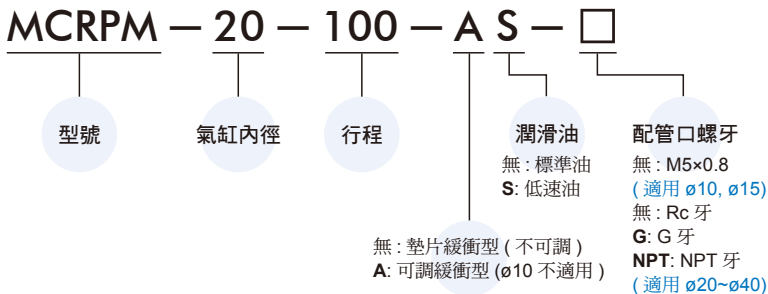 MCRPM — 20 — 100 — A S — □
型號
氣缸內徑
行程
潤滑油
無 : 標準油
S: 低速油
配管口螺牙
無 : M5×0.8
( 適用 ø10, ø15)
無 : Rc 牙
G: G 牙
NPT: NPT 牙
( 適用 ø20~ø40)
無 : 墊片緩衝型 ( 不可調 )
A: 可調緩衝型 (ø10 不適用 )